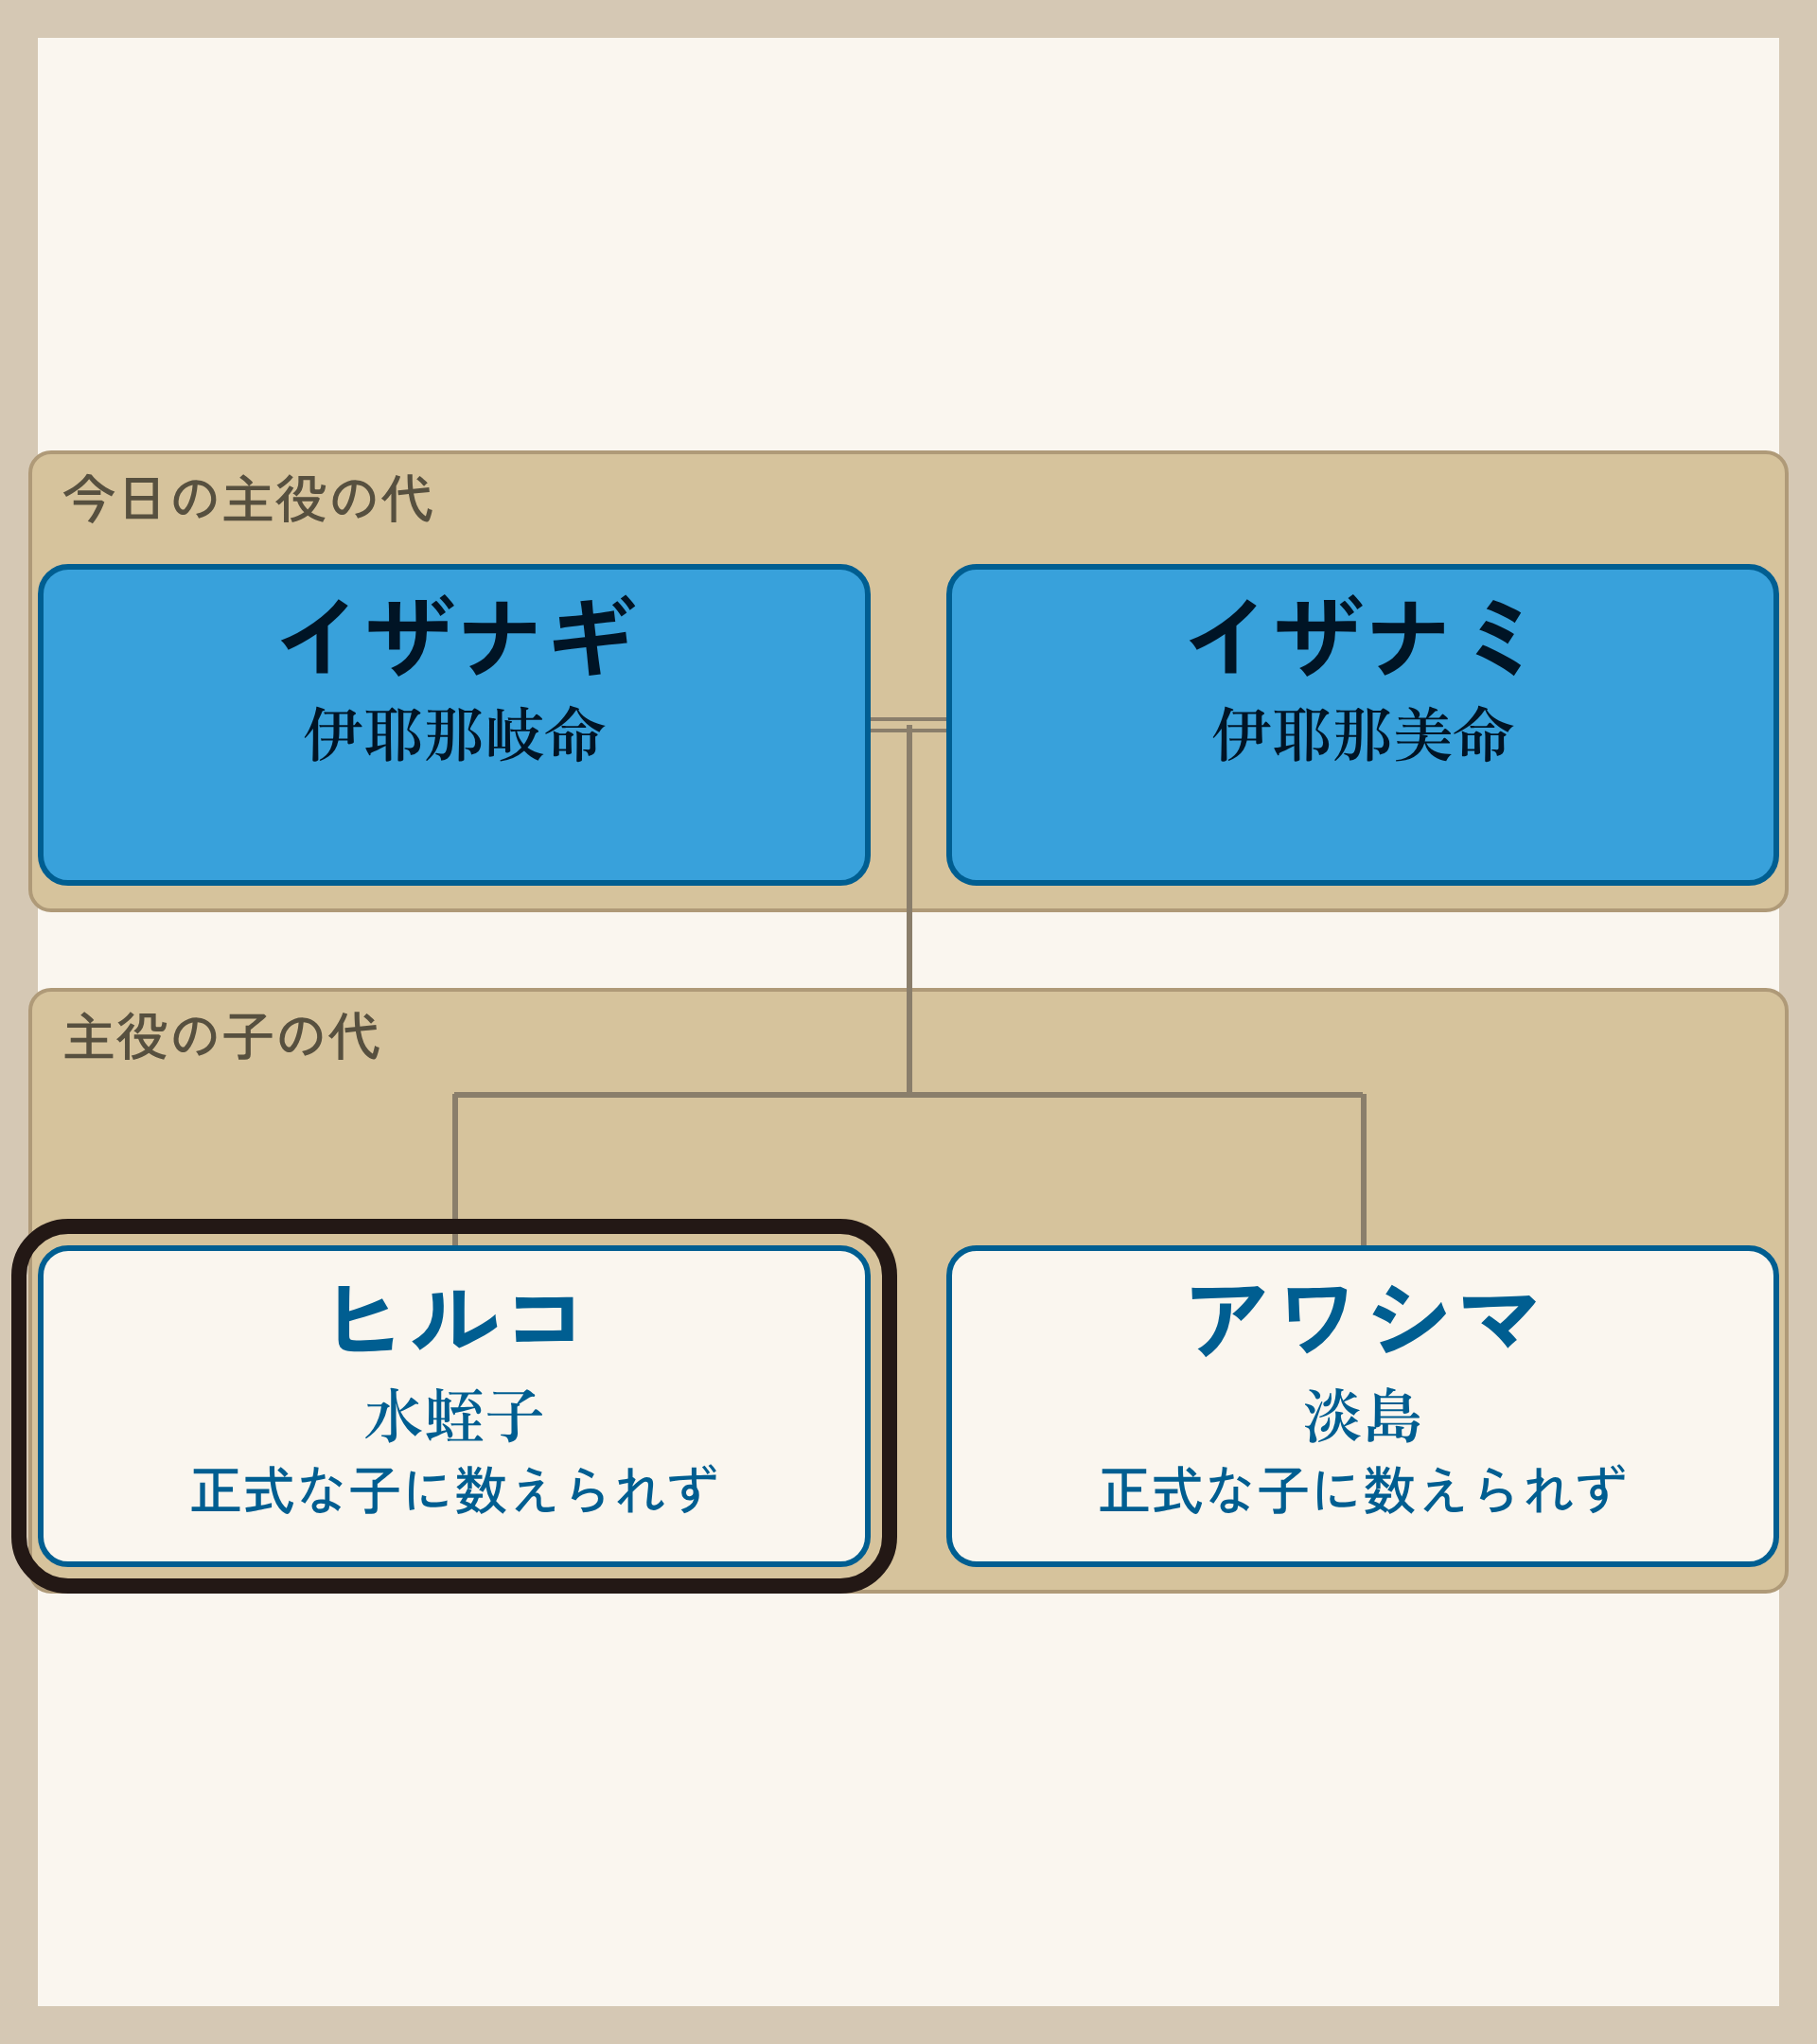 今日の主役の代
イザナギ
伊耶那岐命
イザナミ
伊耶那美命
主役の子の代
ヒルコ
水蛭子
正式な子に数えられず
アワシマ
淡島
正式な子に数えられず